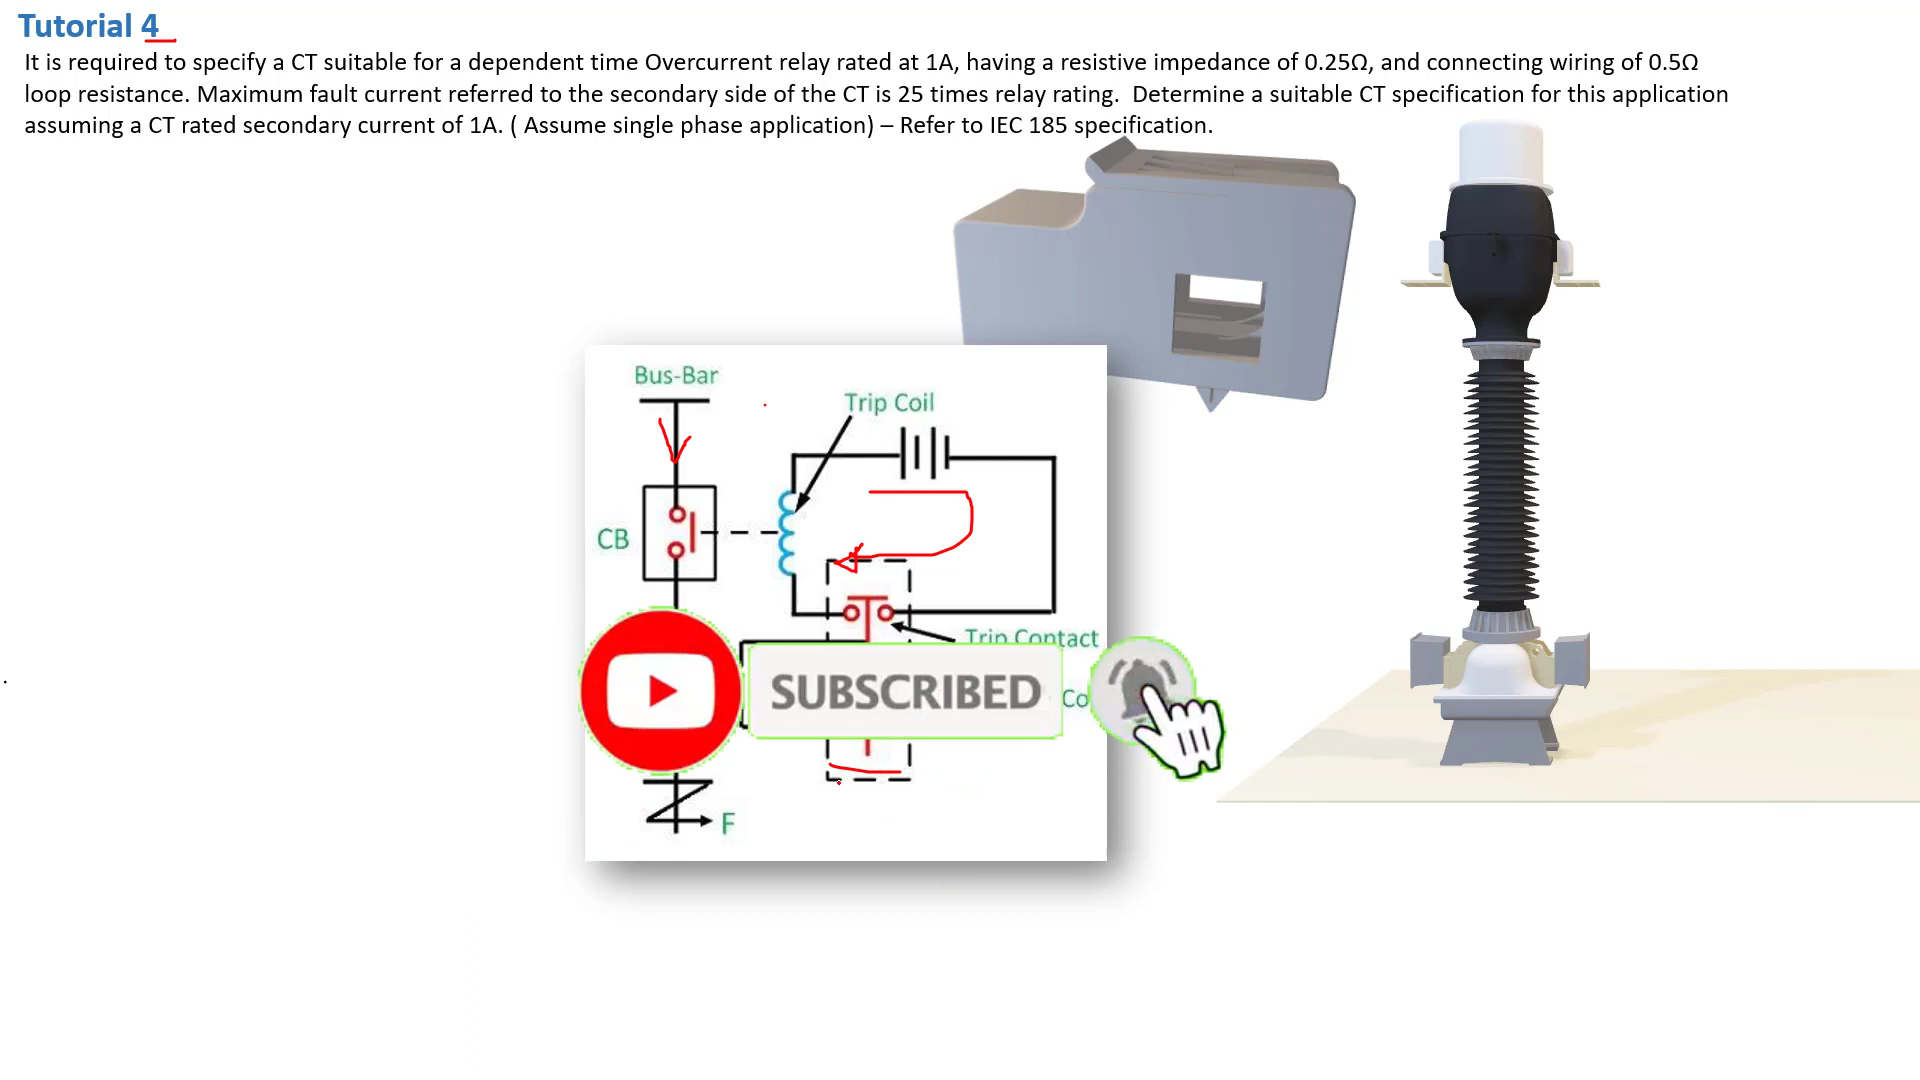 Tutorial 4
It is required to specify a CT suitable for a dependent time Overcurrent relay rated at 1A, having a resistive impedance of 0.25Ω, and connecting wiring of 0.5Ω
loop resistance. Maximum fault current referred to the secondary side of the CT is 25 times relay rating.  Determine a suitable CT specification for this application
assuming a CT rated secondary current of 1A. ( Assume single phase application) – Refer to IEC 185 specification.
Bus-Bar
Trip Coil
CB
Trip Contact
SUBSCRIBED
Co
F